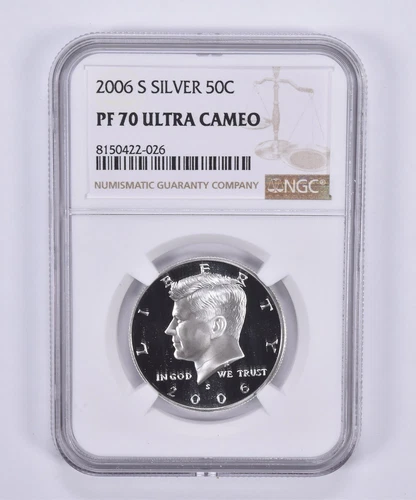 2006 S SILVER 50C
PF 70 ULTRA CAMEO
8150422-026
NUMISMATIC GUARANTY COMPANY
NGC®
LIBERTY
IN GOD WE TRUST
S
2006